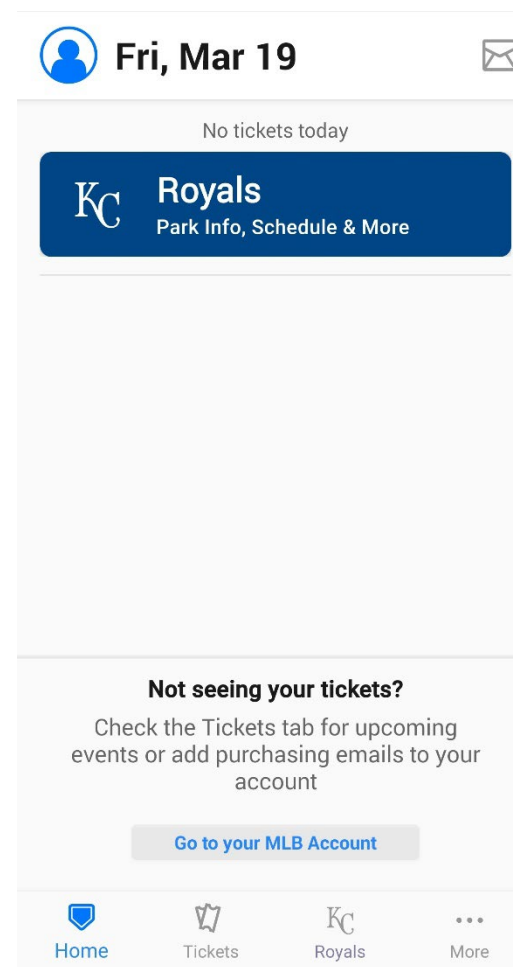 Fri, Mar 19
No tickets today
KC
Royals
Park Info, Schedule & More
Not seeing your tickets?
Check the Tickets tab for upcoming
events or add purchasing emails to your
account
Go to your MLB Account
KC
Home
Tickets
Royals
More